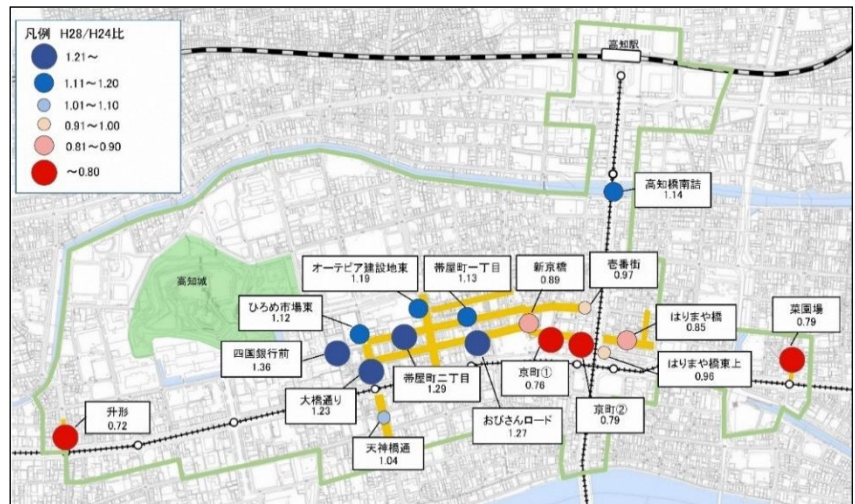 凡例 H28/H24比
1.21～
1.11～1.20
1.01～1.10
0.91～1.00
0.81～0.90
～0.80
高知駅
高知橋南詰
1.14
高知城
オーテピア建設地東
1.19
帯屋町一丁目
1.13
新京橋
0.89
壱番街
0.97
ひろめ市場東
1.12
はりまや橋
0.85
菜園場
0.79
四国銀行前
1.36
大橋通り
1.23
帯屋町二丁目
1.29
京町①
0.76
はりまや橋東上
0.96
おびさんロード
1.27
京町②
0.79
升形
0.72
天神橋通
1.04